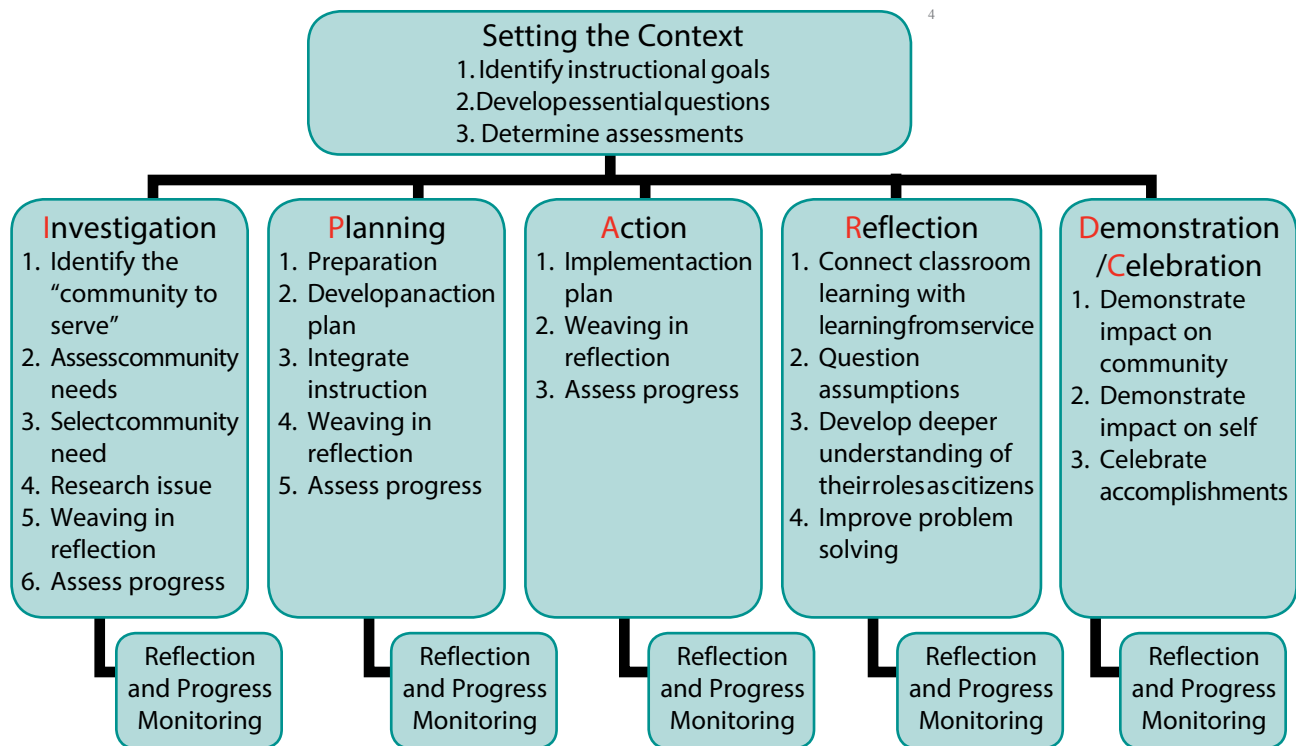 4
Setting the Context
1. Identify instructional goals
2. Develop essential questions
3. Determine assessments
Investigation
1. Identify the
“community to
serve”
2. Assess community
needs
3. Select community
need
4. Research issue
5. Weaving in
reflection
6. Assess progress
Planning
1. Preparation
2. Develop an action
plan
3. Integrate
instruction
4. Weaving in
reflection
5. Assess progress
Action
1. Implement action
plan
2. Weaving in
reflection
3. Assess progress
Reflection
1. Connect classroom
learning with
learning from service
2. Question
assumptions
3. Develop deeper
understanding of
their roles as citizens
4. Improve problem
solving
Demonstration
/Celebration
1. Demonstrate
impact on
community
2. Demonstrate
impact on self
3. Celebrate
accomplishments
Reflection
and Progress
Monitoring
Reflection
and Progress
Monitoring
Reflection
and Progress
Monitoring
Reflection
and Progress
Monitoring
Reflection
and Progress
Monitoring